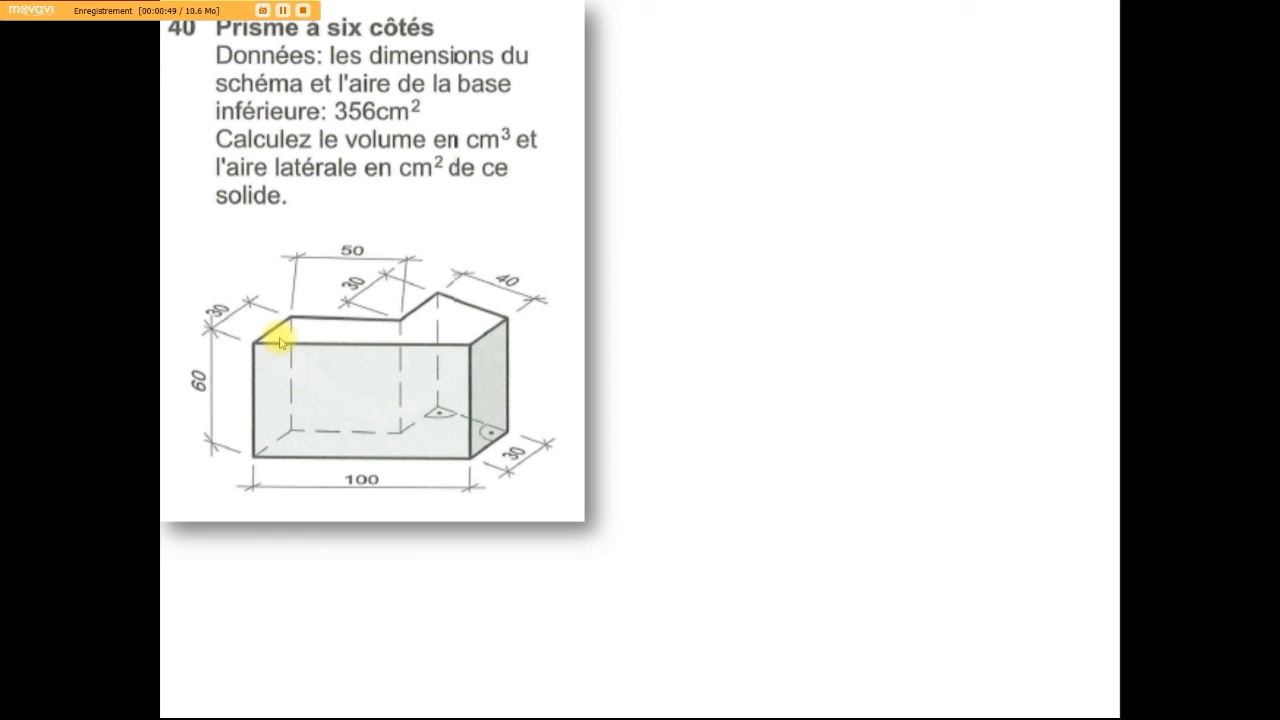 movavi Enregistrement [00:00:49 / 10.6 Mo]
40 Prisme à six côtés
Données: les dimensions du
schéma et l'aire de la base
inférieure: 356cm²
Calculez le volume en cm³ et
l'aire latérale en cm² de ce
solide.
50
30
40
30
60
30
100